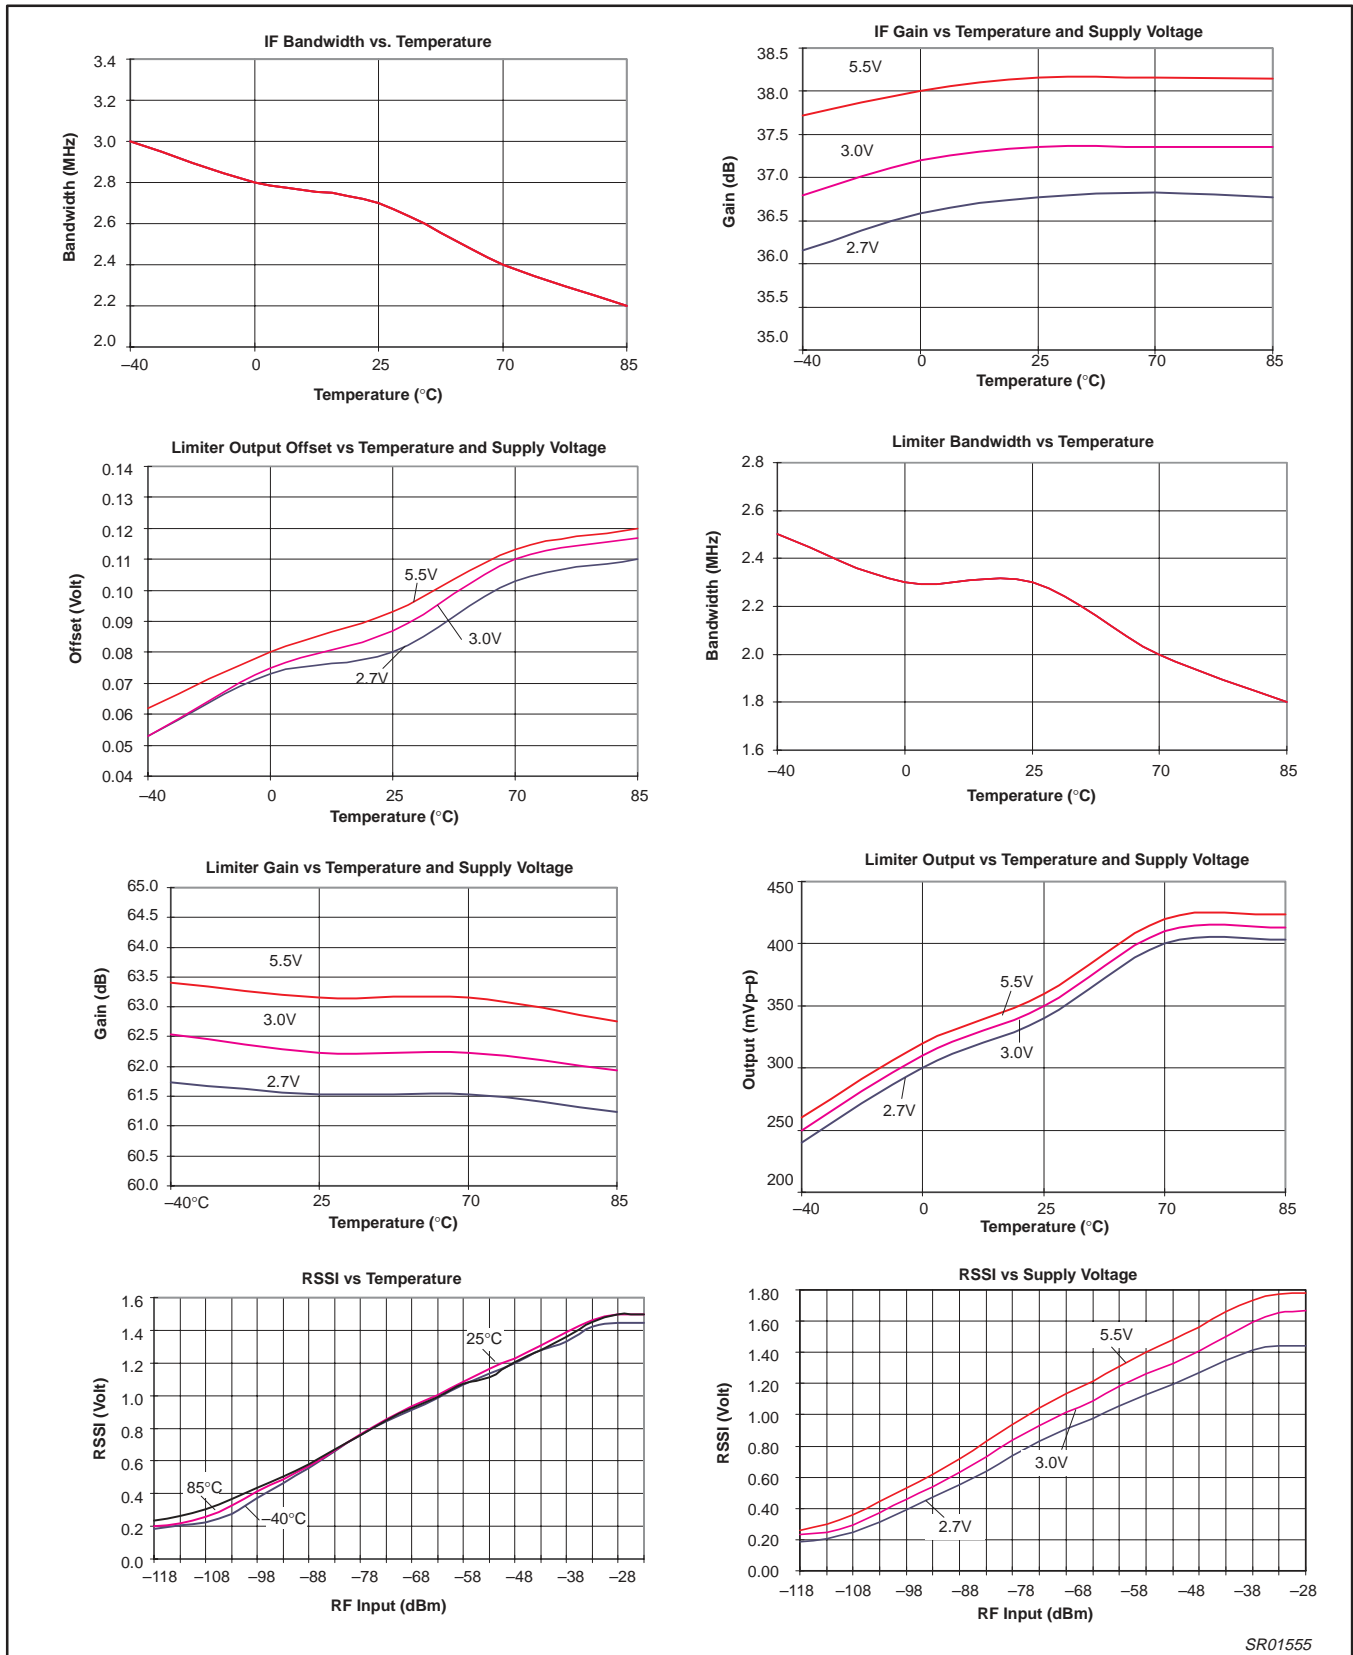 IF Bandwidth vs. Temperature
3.4
3.2
3.0
2.8
2.6
2.4
2.2
2.0
Bandwidth (MHz)
–40 0 25 70 85
Temperature (°C)
IF Gain vs Temperature and Supply Voltage
38.5
38.0
37.5
37.0
36.5
36.0
35.5
35.0
Gain (dB)
5.5V
3.0V
2.7V
–40 0 25 70 85
Temperature (°C)
Limiter Output Offset vs Temperature and Supply Voltage
0.14
0.13
0.12
0.11
0.10
0.09
0.08
0.07
0.06
0.05
0.04
Offset (Volt)
5.5V
3.0V
2.7V
–40 0 25 70 85
Temperature (°C)
Limiter Bandwidth vs Temperature
2.8
2.6
2.4
2.2
2.0
1.8
1.6
Bandwidth (MHz)
–40 0 25 70 85
Temperature (°C)
Limiter Gain vs Temperature and Supply Voltage
65.0
64.5
64.0
63.5
63.0
62.5
62.0
61.5
61.0
60.5
60.0
Gain (dB)
5.5V
3.0V
2.7V
–40°C 25 70 85
Temperature (°C)
Limiter Output vs Temperature and Supply Voltage
450
400
350
300
250
200
Output (mVp–p)
5.5V
3.0V
2.7V
–40 0 25 70 85
Temperature (°C)
RSSI vs Temperature
1.6
1.4
1.2
1.0
0.8
0.6
0.4
0.2
0.0
RSSI (Volt)
25°C
85°C
–40°C
–118 –108 –98 –88 –78 –68 –58 –48 –38 –28
RF Input (dBm)
RSSI vs Supply Voltage
1.80
1.60
1.40
1.20
1.00
0.80
0.60
0.40
0.20
0.00
RSSI (Volt)
5.5V
3.0V
2.7V
–118 –108 –98 –88 –78 –68 –58 –48 –38 –28
RF Input (dBm)
SR01555